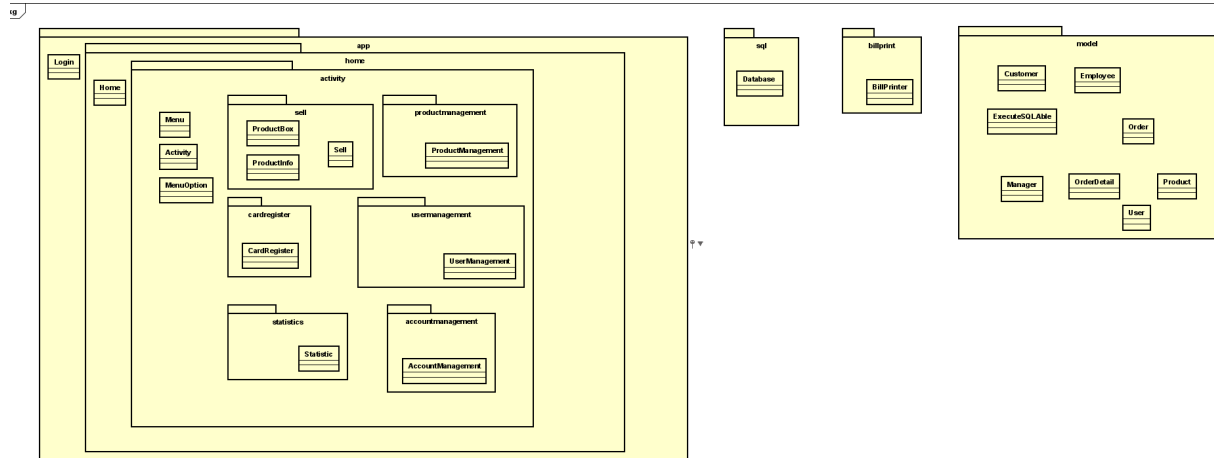 kg
app
Login
home
Home
activity
Menu
Activity
MenuOption
sell
ProductBox
ProductInfo
Sell
productmanagement
ProductManagement
cardregister
CardRegister
usermanagement
UserManagement
statistics
Statistic
accountmanagement
AccountManagement
sql
Database
billprint
BillPrinter
model
Customer
Employee
ExecuteSQLAble
Order
Manager
OrderDetail
Product
User